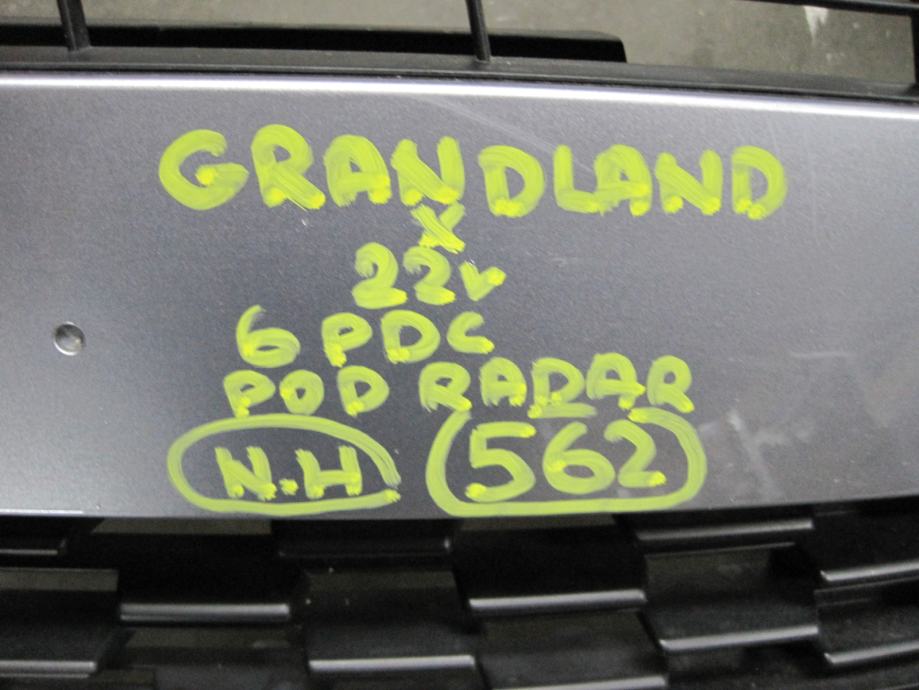 GRANDLAND
X
22r
6 PDC
POD RADAR
N.H 562